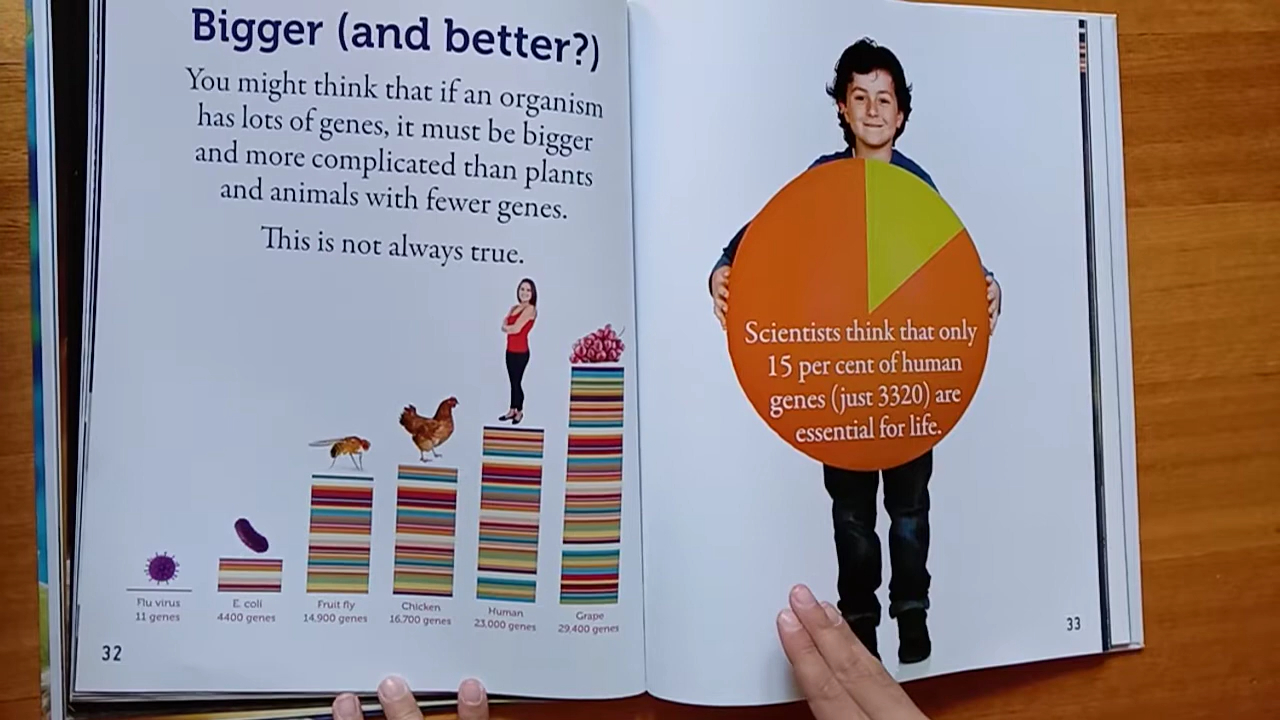 Bigger (and better?)
You might think that if an organism
has lots of genes, it must be bigger
and more complicated than plants
and animals with fewer genes.
This is not always true.
Flu virus
11 genes
E. coli
4400 genes
Fruit fly
14,900 genes
Chicken
16,700 genes
Human
23,000 genes
Grape
29,400 genes
32
Scientists think that only
15 per cent of human
genes (just 3320) are
essential for life.
33